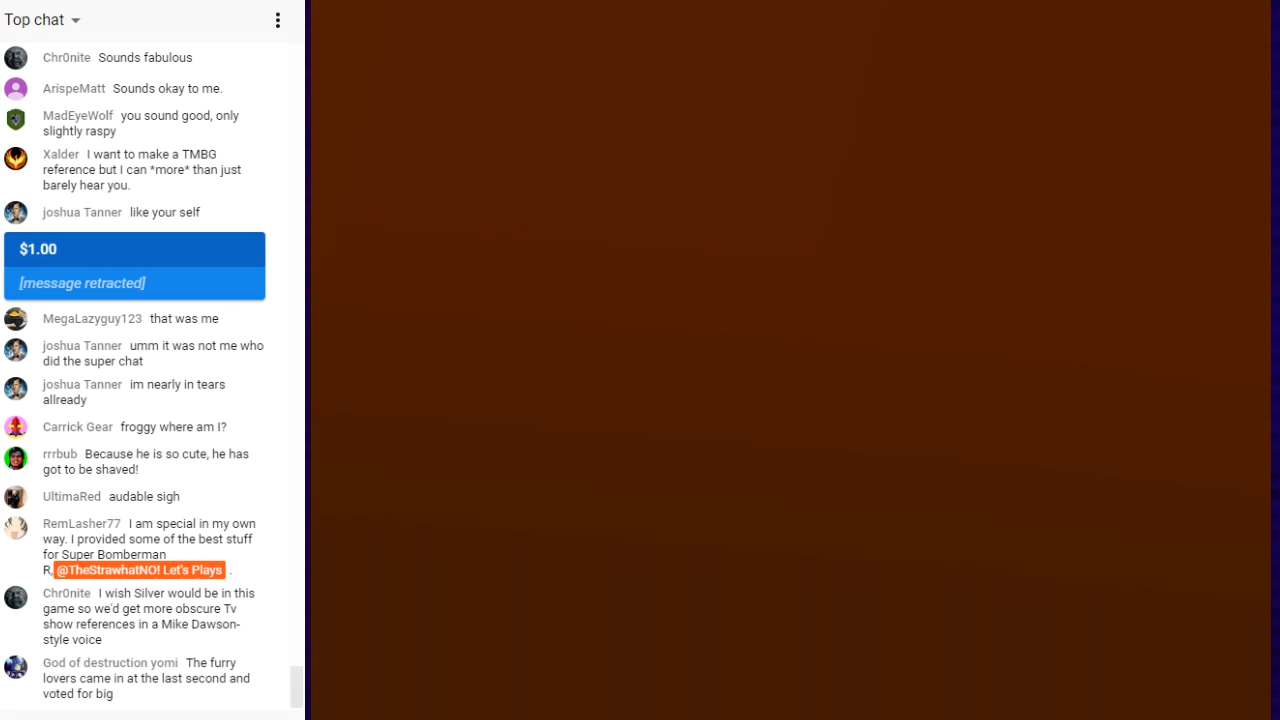 Top chat
Chr0nite Sounds fabulous
ArispeMatt Sounds okay to me.
MadEyeWolf you sound good, only
slightly raspy
Xalder I want to make a TMBG
reference but I can *more* than just
barely hear you.
joshua Tanner like your self
$1.00
[message retracted]
MegaLazyguy123 that was me
joshua Tanner umm it was not me who
did the super chat
joshua Tanner im nearly in tears
allready
Carrick Gear froggy where am I?
rrrbub Because he is so cute, he has
got to be shaved!
UltimaRed audable sigh
RemLasher77 I am special in my own
way. I provided some of the best stuff
for Super Bomberman
R, @TheStrawhatNO! Let's Plays .
Chr0nite I wish Silver would be in this
game so we'd get more obscure Tv
show references in a Mike Dawson-
style voice
God of destruction yomi The furry
lovers came in at the last second and
voted for big